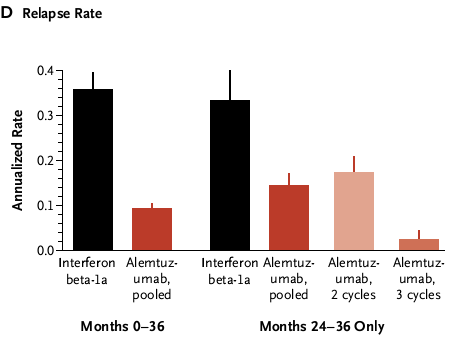 D Relapse Rate
0.4
0.3
0.2
0.1
0.0
Annualized Rate
Interferon beta-1a
Alemtuz-umab, pooled
Interferon beta-1a
Alemtuz-umab, pooled
Alemtuz-umab, 2 cycles
Alemtuz-umab, 3 cycles
Months 0–36
Months 24–36 Only